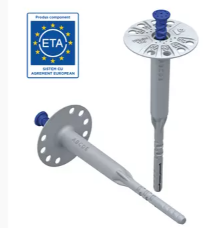 Produs component
ETA
SISTEM CU
AGREMENT EUROPEAN